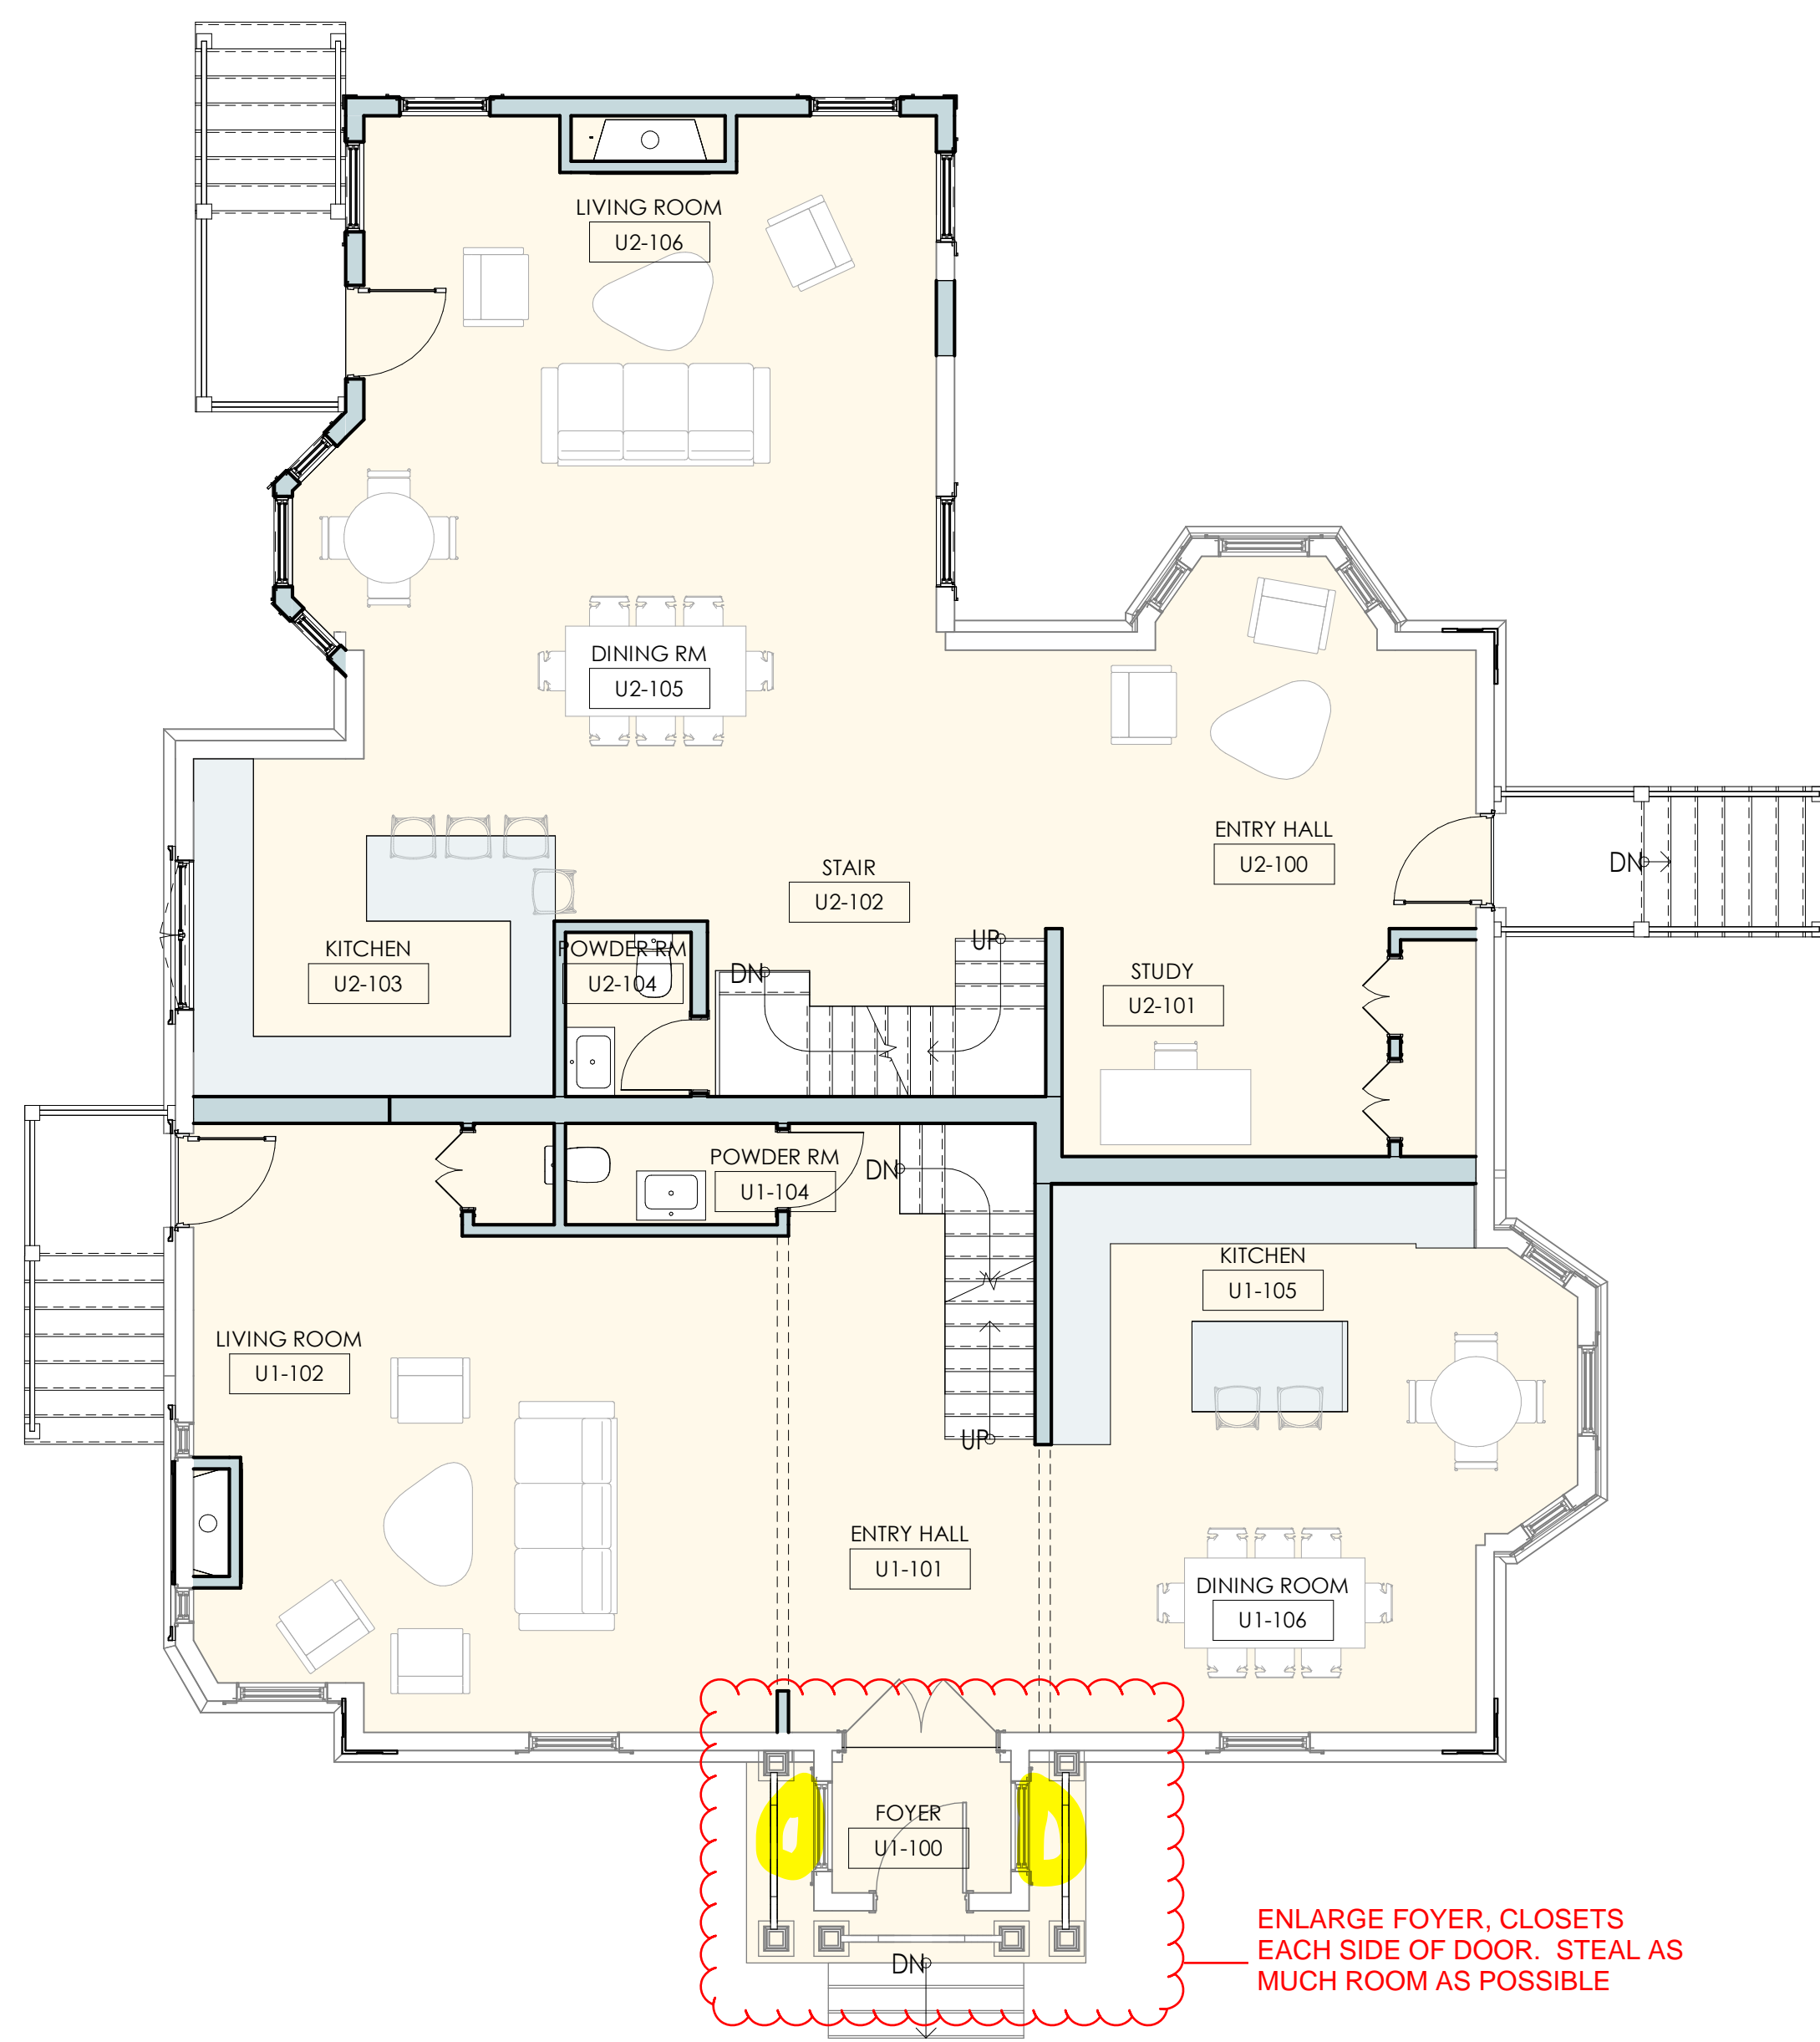 LIVING ROOM
U2-106
DINING RM
U2-105
ENTRY HALL
U2-100
DN
STAIR
U2-102
UP
KITCHEN
U2-103
POWDER RM
U2-104
DN
STUDY
U2-101
POWDER RM
U1-104
DN
KITCHEN
U1-105
LIVING ROOM
U1-102
UP
ENTRY HALL
U1-101
DINING ROOM
U1-106
FOYER
U1-100
DN
ENLARGE FOYER, CLOSETS
EACH SIDE OF DOOR. STEAL AS
MUCH ROOM AS POSSIBLE